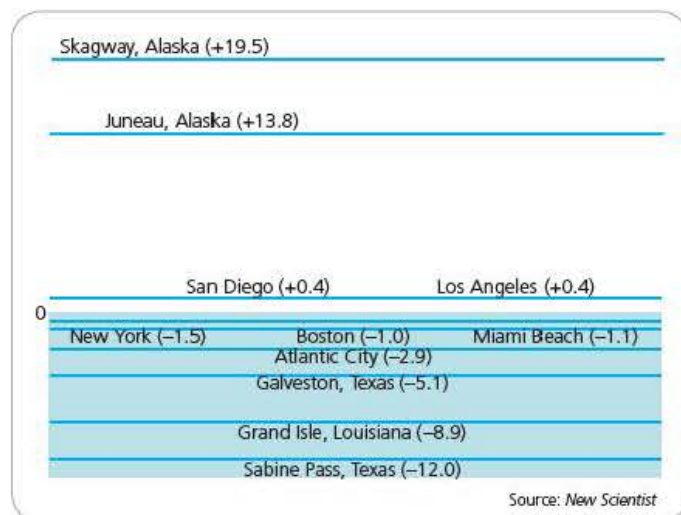 Skagway, Alaska (+19.5)
Juneau, Alaska (+13.8)
San Diego (+0.4) Los Angeles (+0.4)
0
New York (–1.5) Boston (–1.0) Miami Beach (–1.1)
Atlantic City (–2.9)
Galveston, Texas (–5.1)
Grand Isle, Louisiana (–8.9)
Sabine Pass, Texas (–12.0)
Source: New Scientist